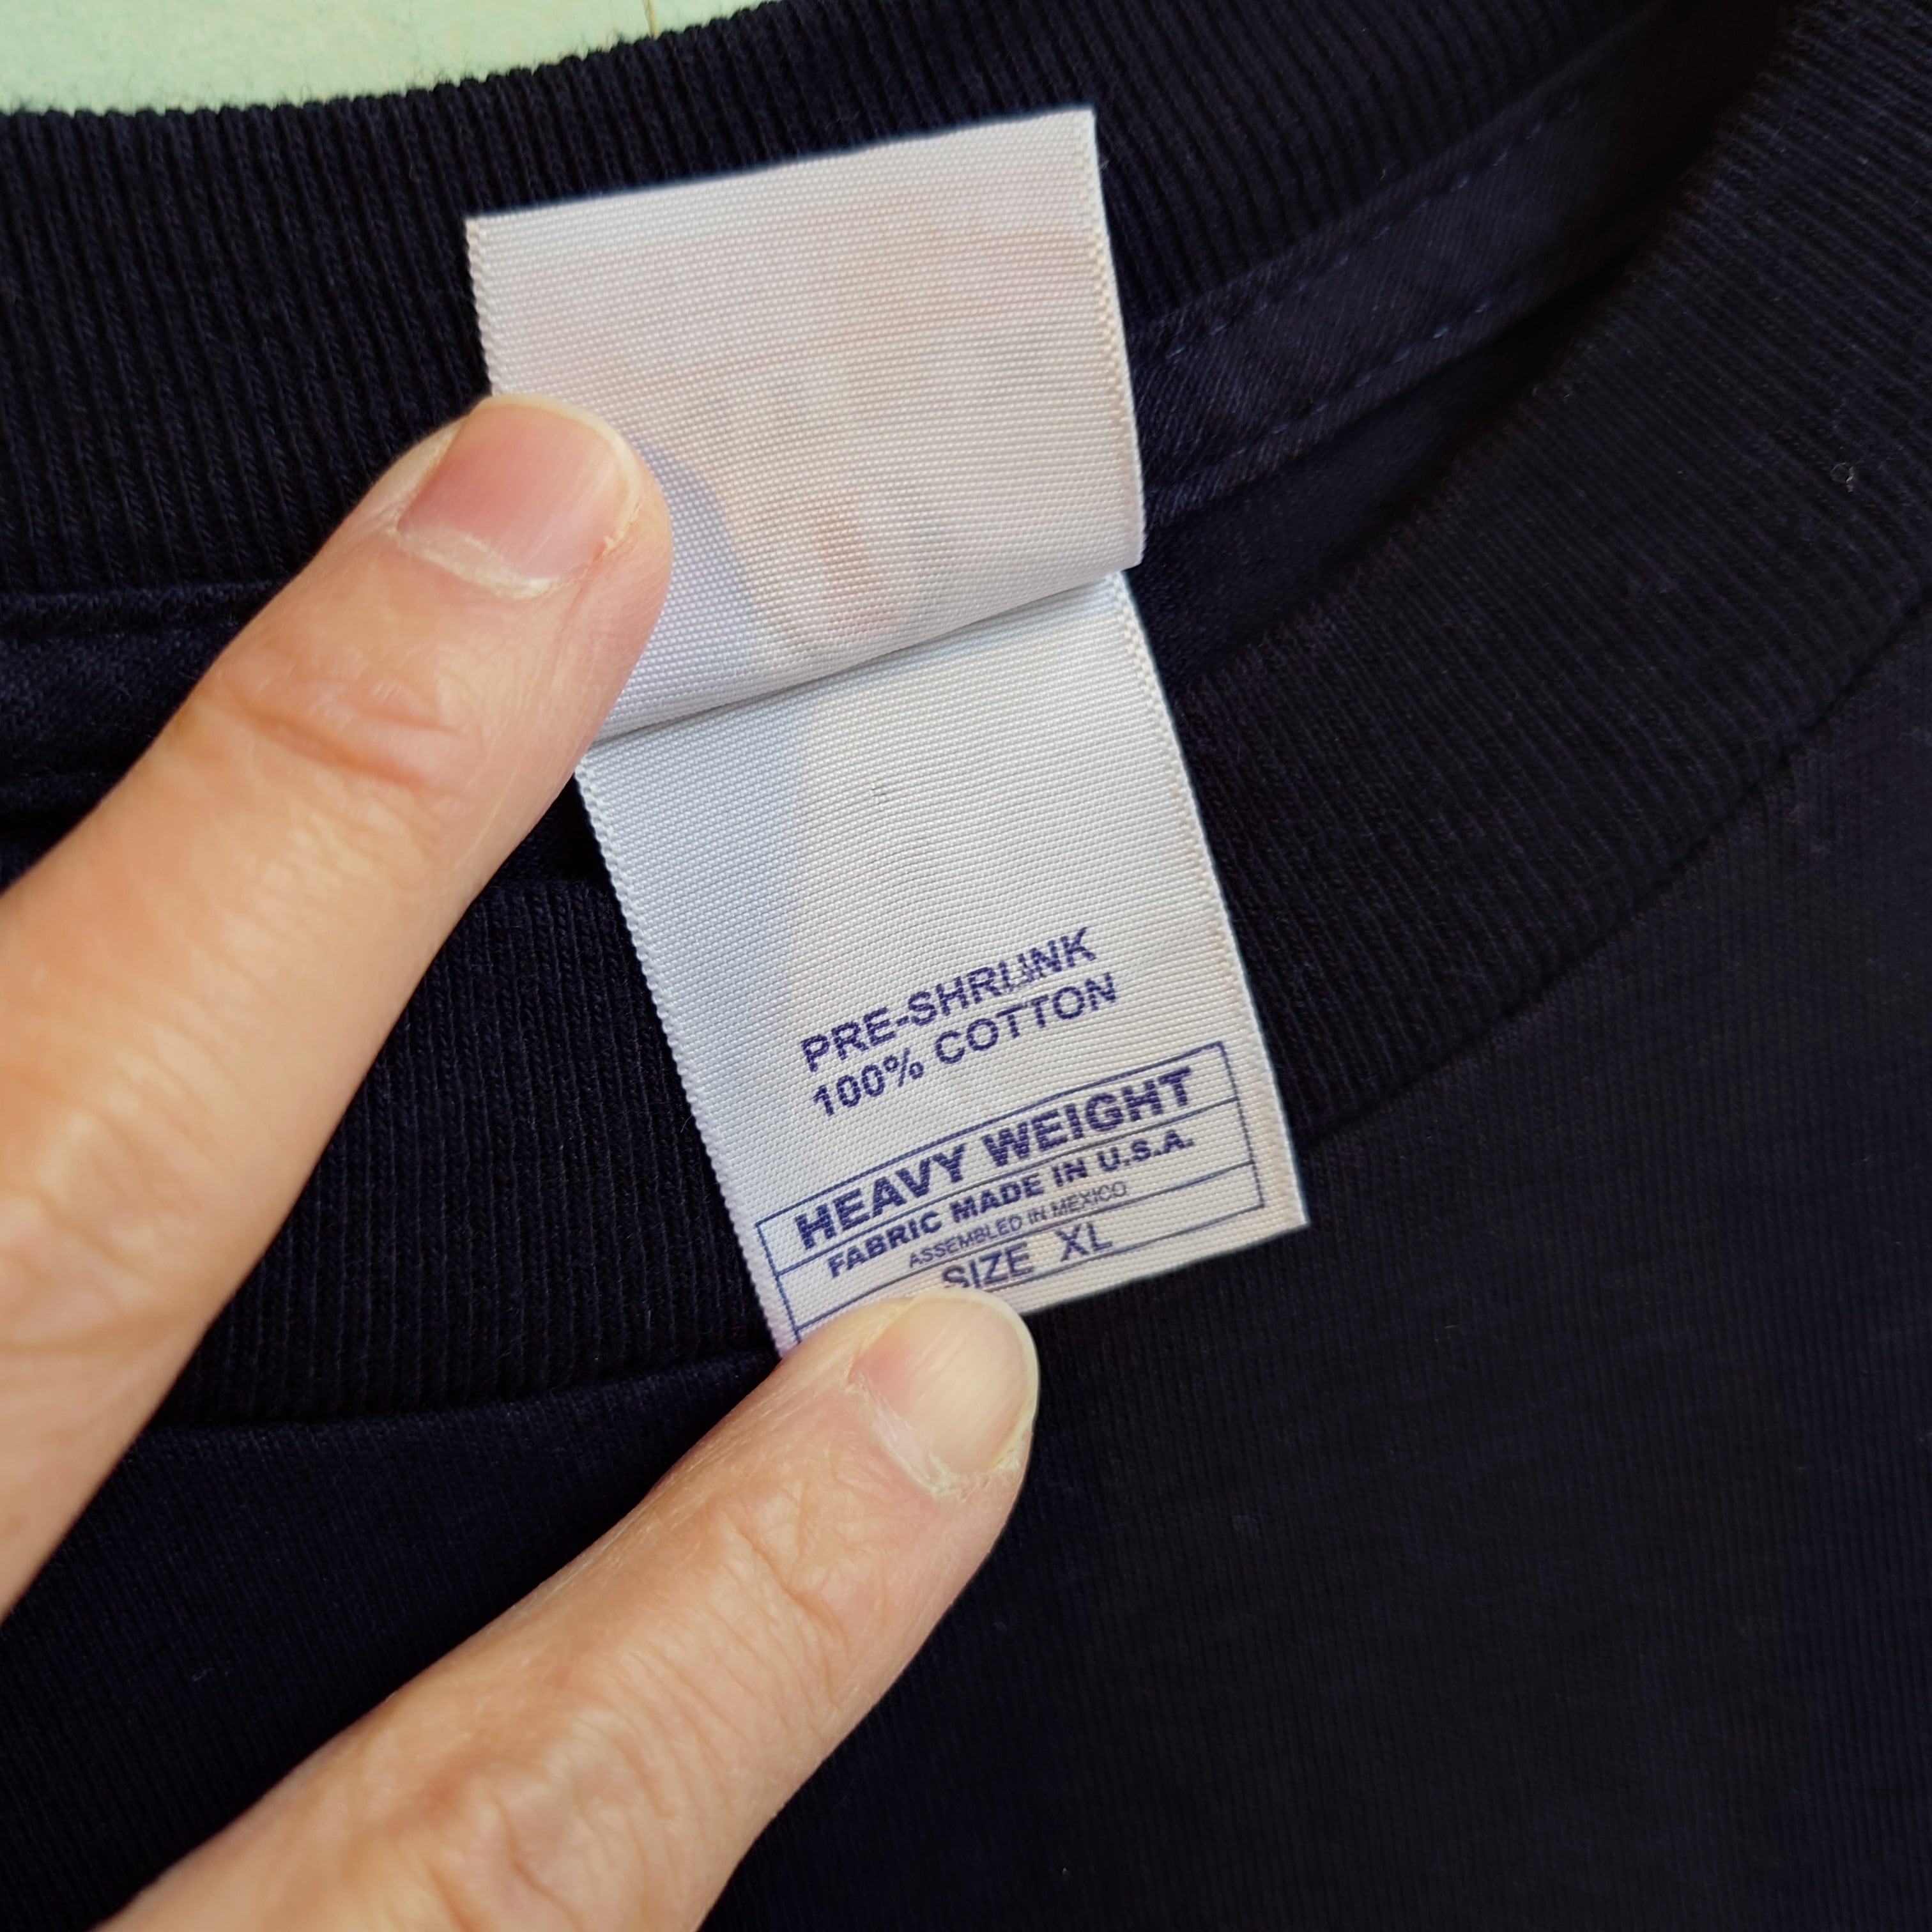 PRE-SHRUNK
100% COTTON
HEAVY WEIGHT
FABRIC MADE IN U.S.A.
ASSEMBLED IN MEXICO
SIZE XL